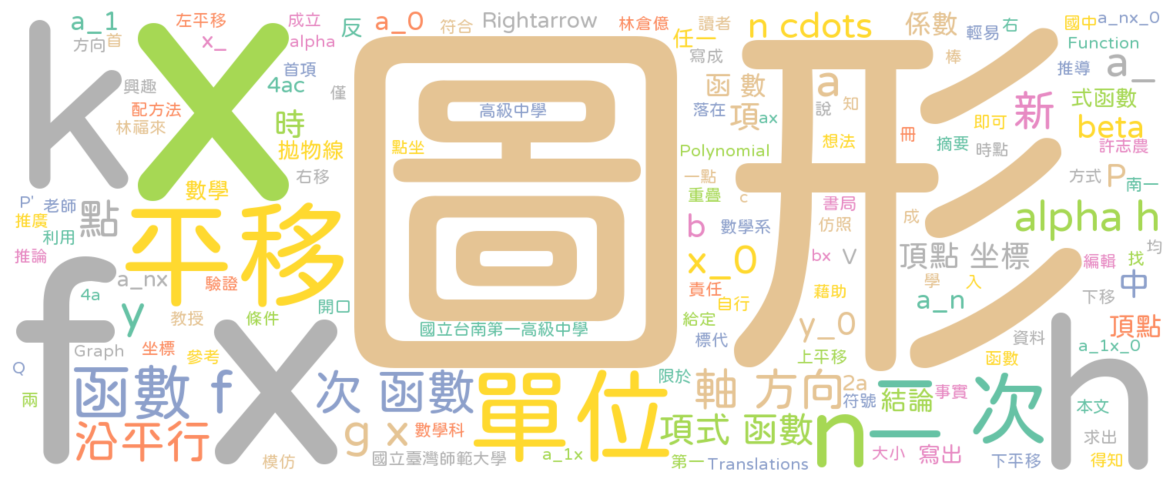 k
x
圖形
f
x
h
平移
單位
二次
n
函數 f
次 函數
沿平行
g x
軸 方向
項式 函數
結論
寫出
alpha h
頂點 坐標
頂點
beta
n cdots
係數
a_
a
新
式函數
函 數
項
ax
時
點
y
拋物線
數學
a_1
方向
首
左平移
x_
成立
alpha
反
a_0
符合
Rightarrow
林倉億
讀者
任一
寫成
輕易
右
國中
a_nx_0
Function
推導
首項
4ac
興趣
配方法
林福來
僅
右移
高級中學
點坐
落在
說
知
棒
冊
想法
即可
摘要
時點
許志農
Polynomial
一點
重疊
c
書局
仿照
成
方式
P
南一
P'
老師
推廣
利用
推論
b
數學系
bx
V
x_0
責任
自行
藉助
學
入
編輯
找
均
中
下移
a_nx
驗證
4a
教授
條件
開口
國立台南第一高級中學
給定
標代
y_0
上平移
a_n
資料
函數
a_1x_0
Graph
坐標
參考
Q
兩
限於
2a
符號
事實
本文
求出
得知
下平移
大小
第一
Translations
數學科
國立臺灣師範大學
a_1x
模仿